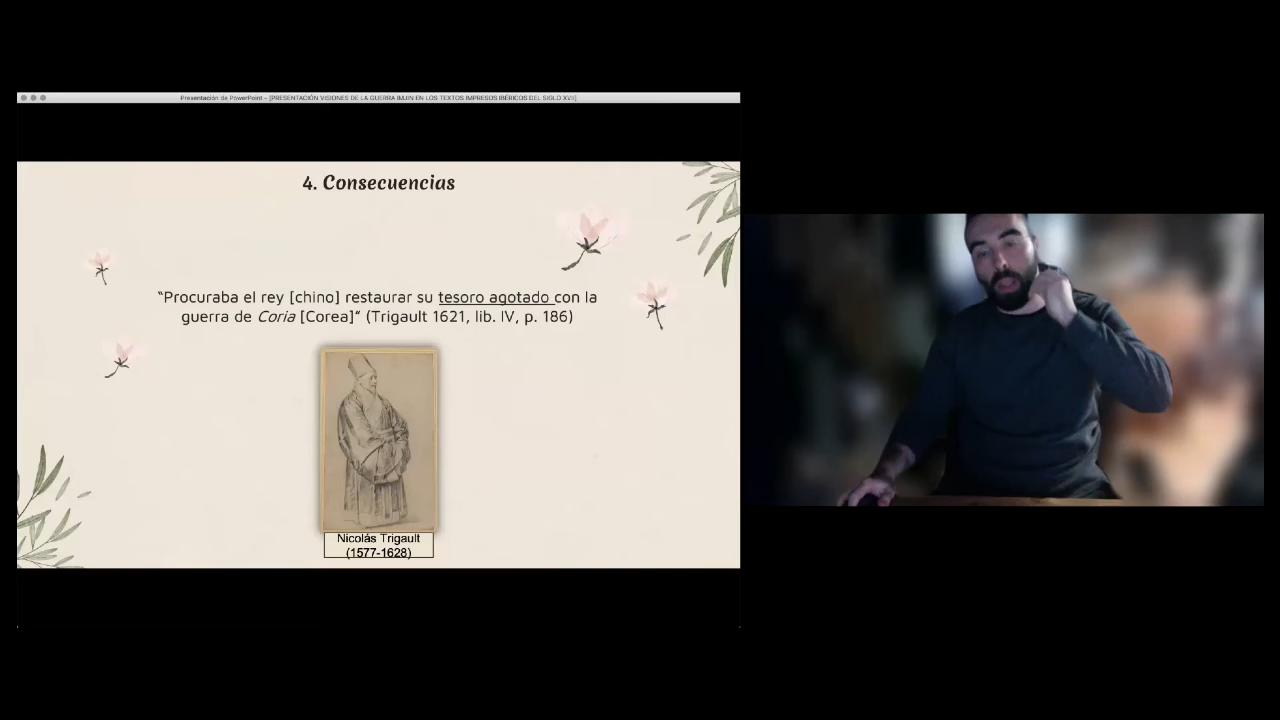 Presentación de PowerPoint - [PRESENTACIÓN VISIONES DE LA GUERRA IMJIN EN LOS TEXTOS IMPRESOS IBÉRICOS DEL SIGLO XVII]
4. Consecuencias
“Procuraba el rey [chino] restaurar su tesoro agotado con la
guerra de Coria [Corea]“ (Trigault 1621, lib. IV, p. 186)
Nicolás Trigault
(1577-1628)